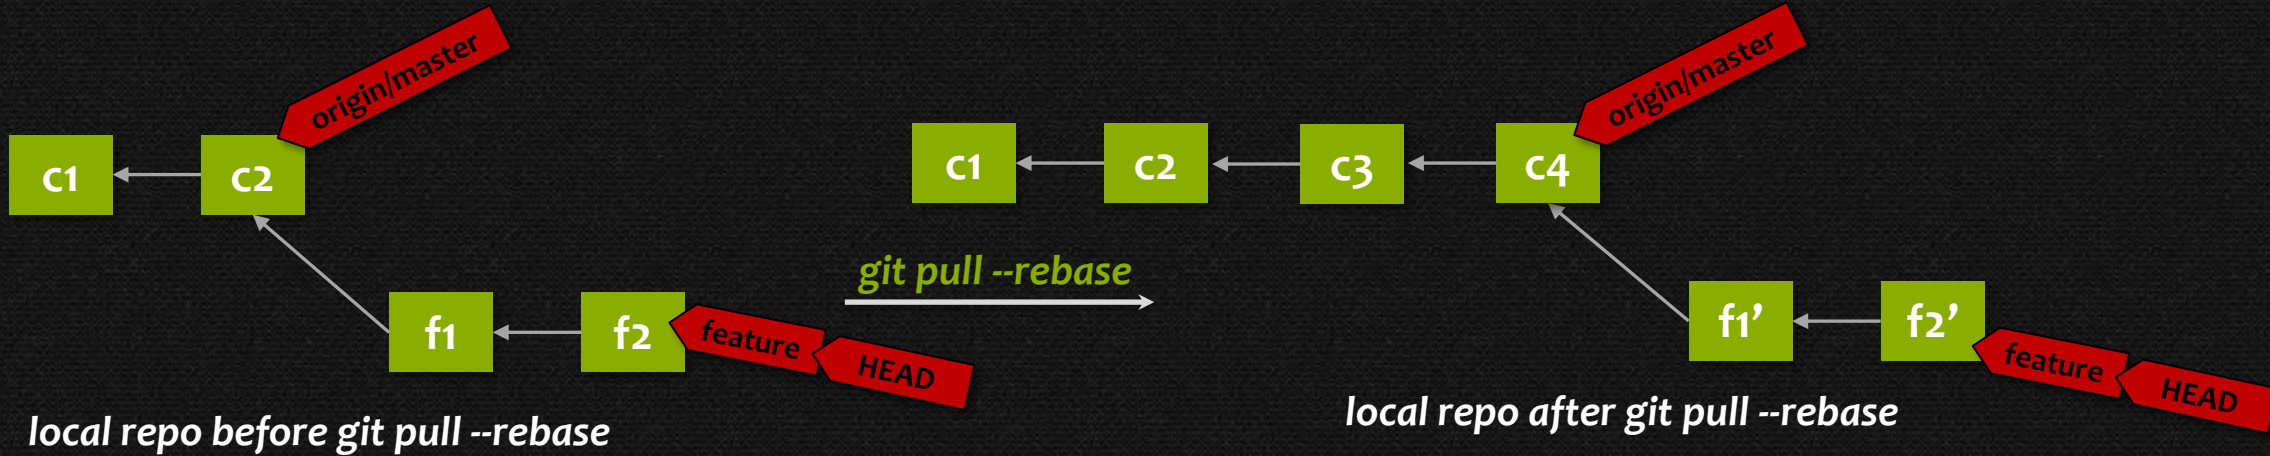 origin/master
c1
c2
f1
f2
feature
HEAD
local repo before git pull --rebase
git pull --rebase
origin/master
c1
c2
c3
c4
f1’
f2’
feature
HEAD
local repo after git pull --rebase